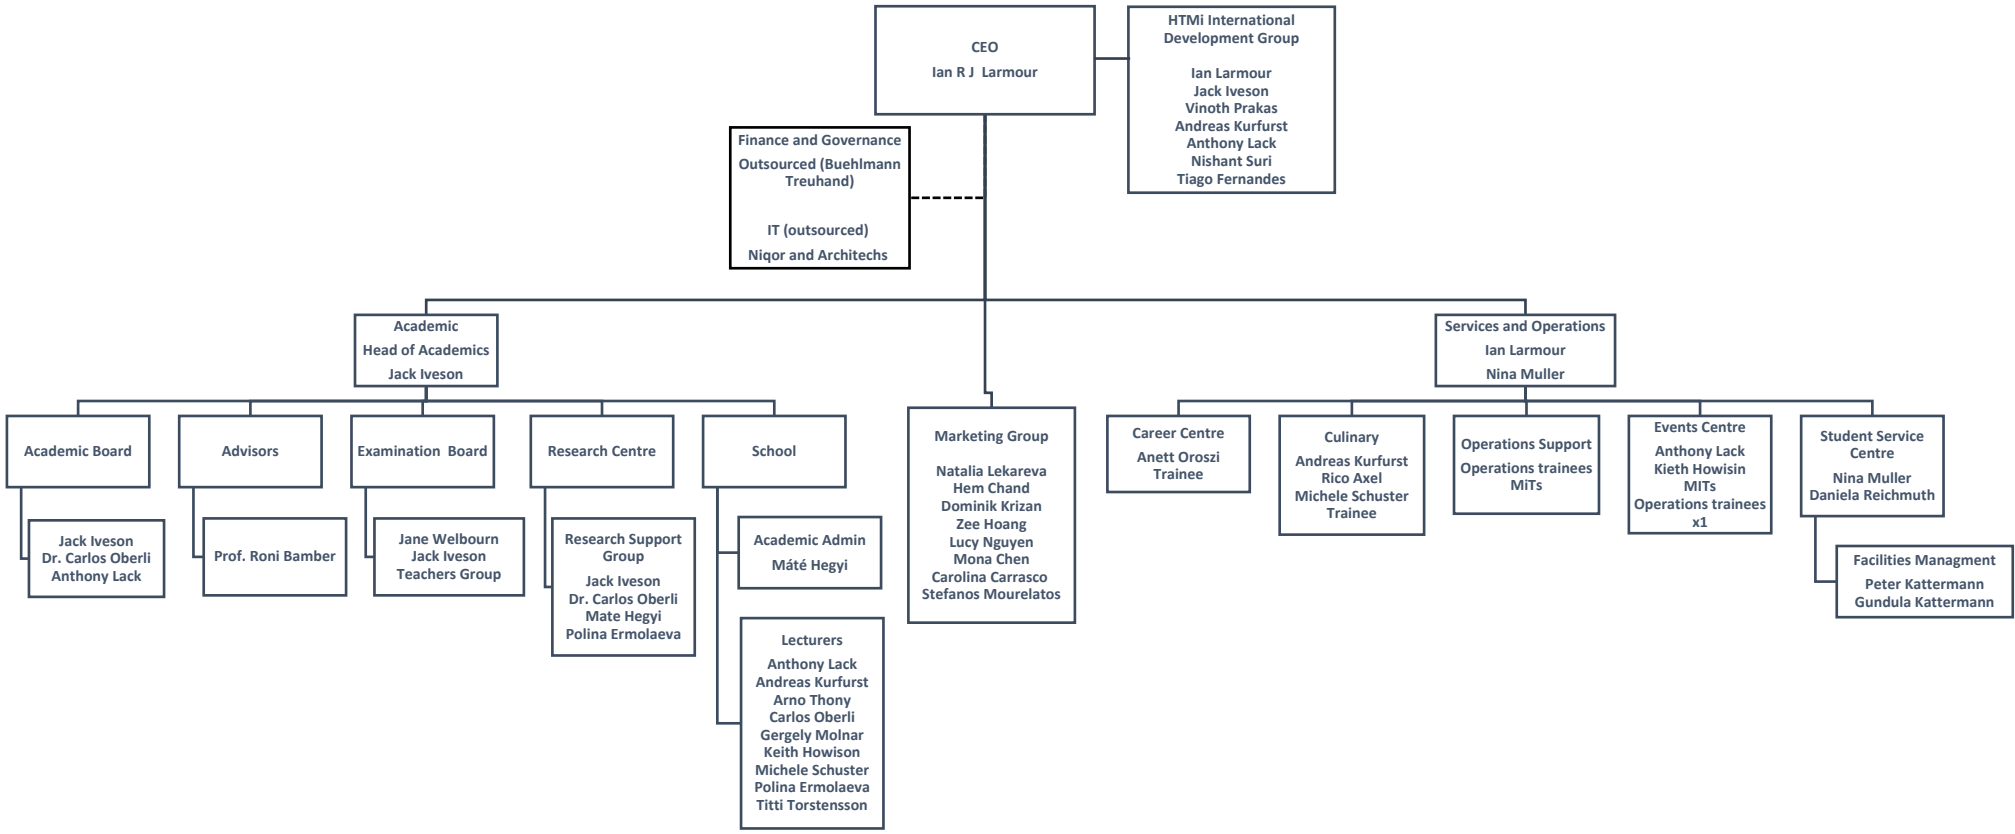 CEO
Ian R J Larmour
HTMi International
Development Group
Ian Larmour
Jack Iveson
Vinoth Prakas
Andreas Kurfurst
Anthony Lack
Nishant Suri
Tiago Fernandes
Finance and Governance
Outsourced (Buehlmann
Treuhand)
IT (outsourced)
Niqor and Architechs
Academic
Head of Academics
Jack Iveson
Services and Operations
Ian Larmour
Nina Muller
Academic Board
Jack Iveson
Dr. Carlos Oberli
Anthony Lack
Advisors
Prof. Roni Bamber
Examination Board
Jane Welbourn
Jack Iveson
Teachers Group
Research Centre
Research Support
Group
Jack Iveson
Dr. Carlos Oberli
Mate Hegyi
Polina Ermolaeva
School
Academic Admin
Máté Hegyi
Lecturers
Anthony Lack
Andreas Kurfurst
Arno Thony
Carlos Oberli
Gergely Molnar
Keith Howison
Michele Schuster
Polina Ermolaeva
Titti Torstensson
Marketing Group
Natalia Lekareva
Hem Chand
Dominik Krizan
Zee Hoang
Lucy Nguyen
Mona Chen
Carolina Carrasco
Stefanos Mourelatos
Career Centre
Anett Oroszi
Trainee
Culinary
Andreas Kurfurst
Rico Axel
Michele Schuster
Trainee
Operations Support
Operations trainees
MiTs
Events Centre
Anthony Lack
Kieth Howisin
MITs
Operations trainees
x1
Student Service
Centre
Nina Muller
Daniela Reichmuth
Facilities Managment
Peter Kattermann
Gundula Kattermann